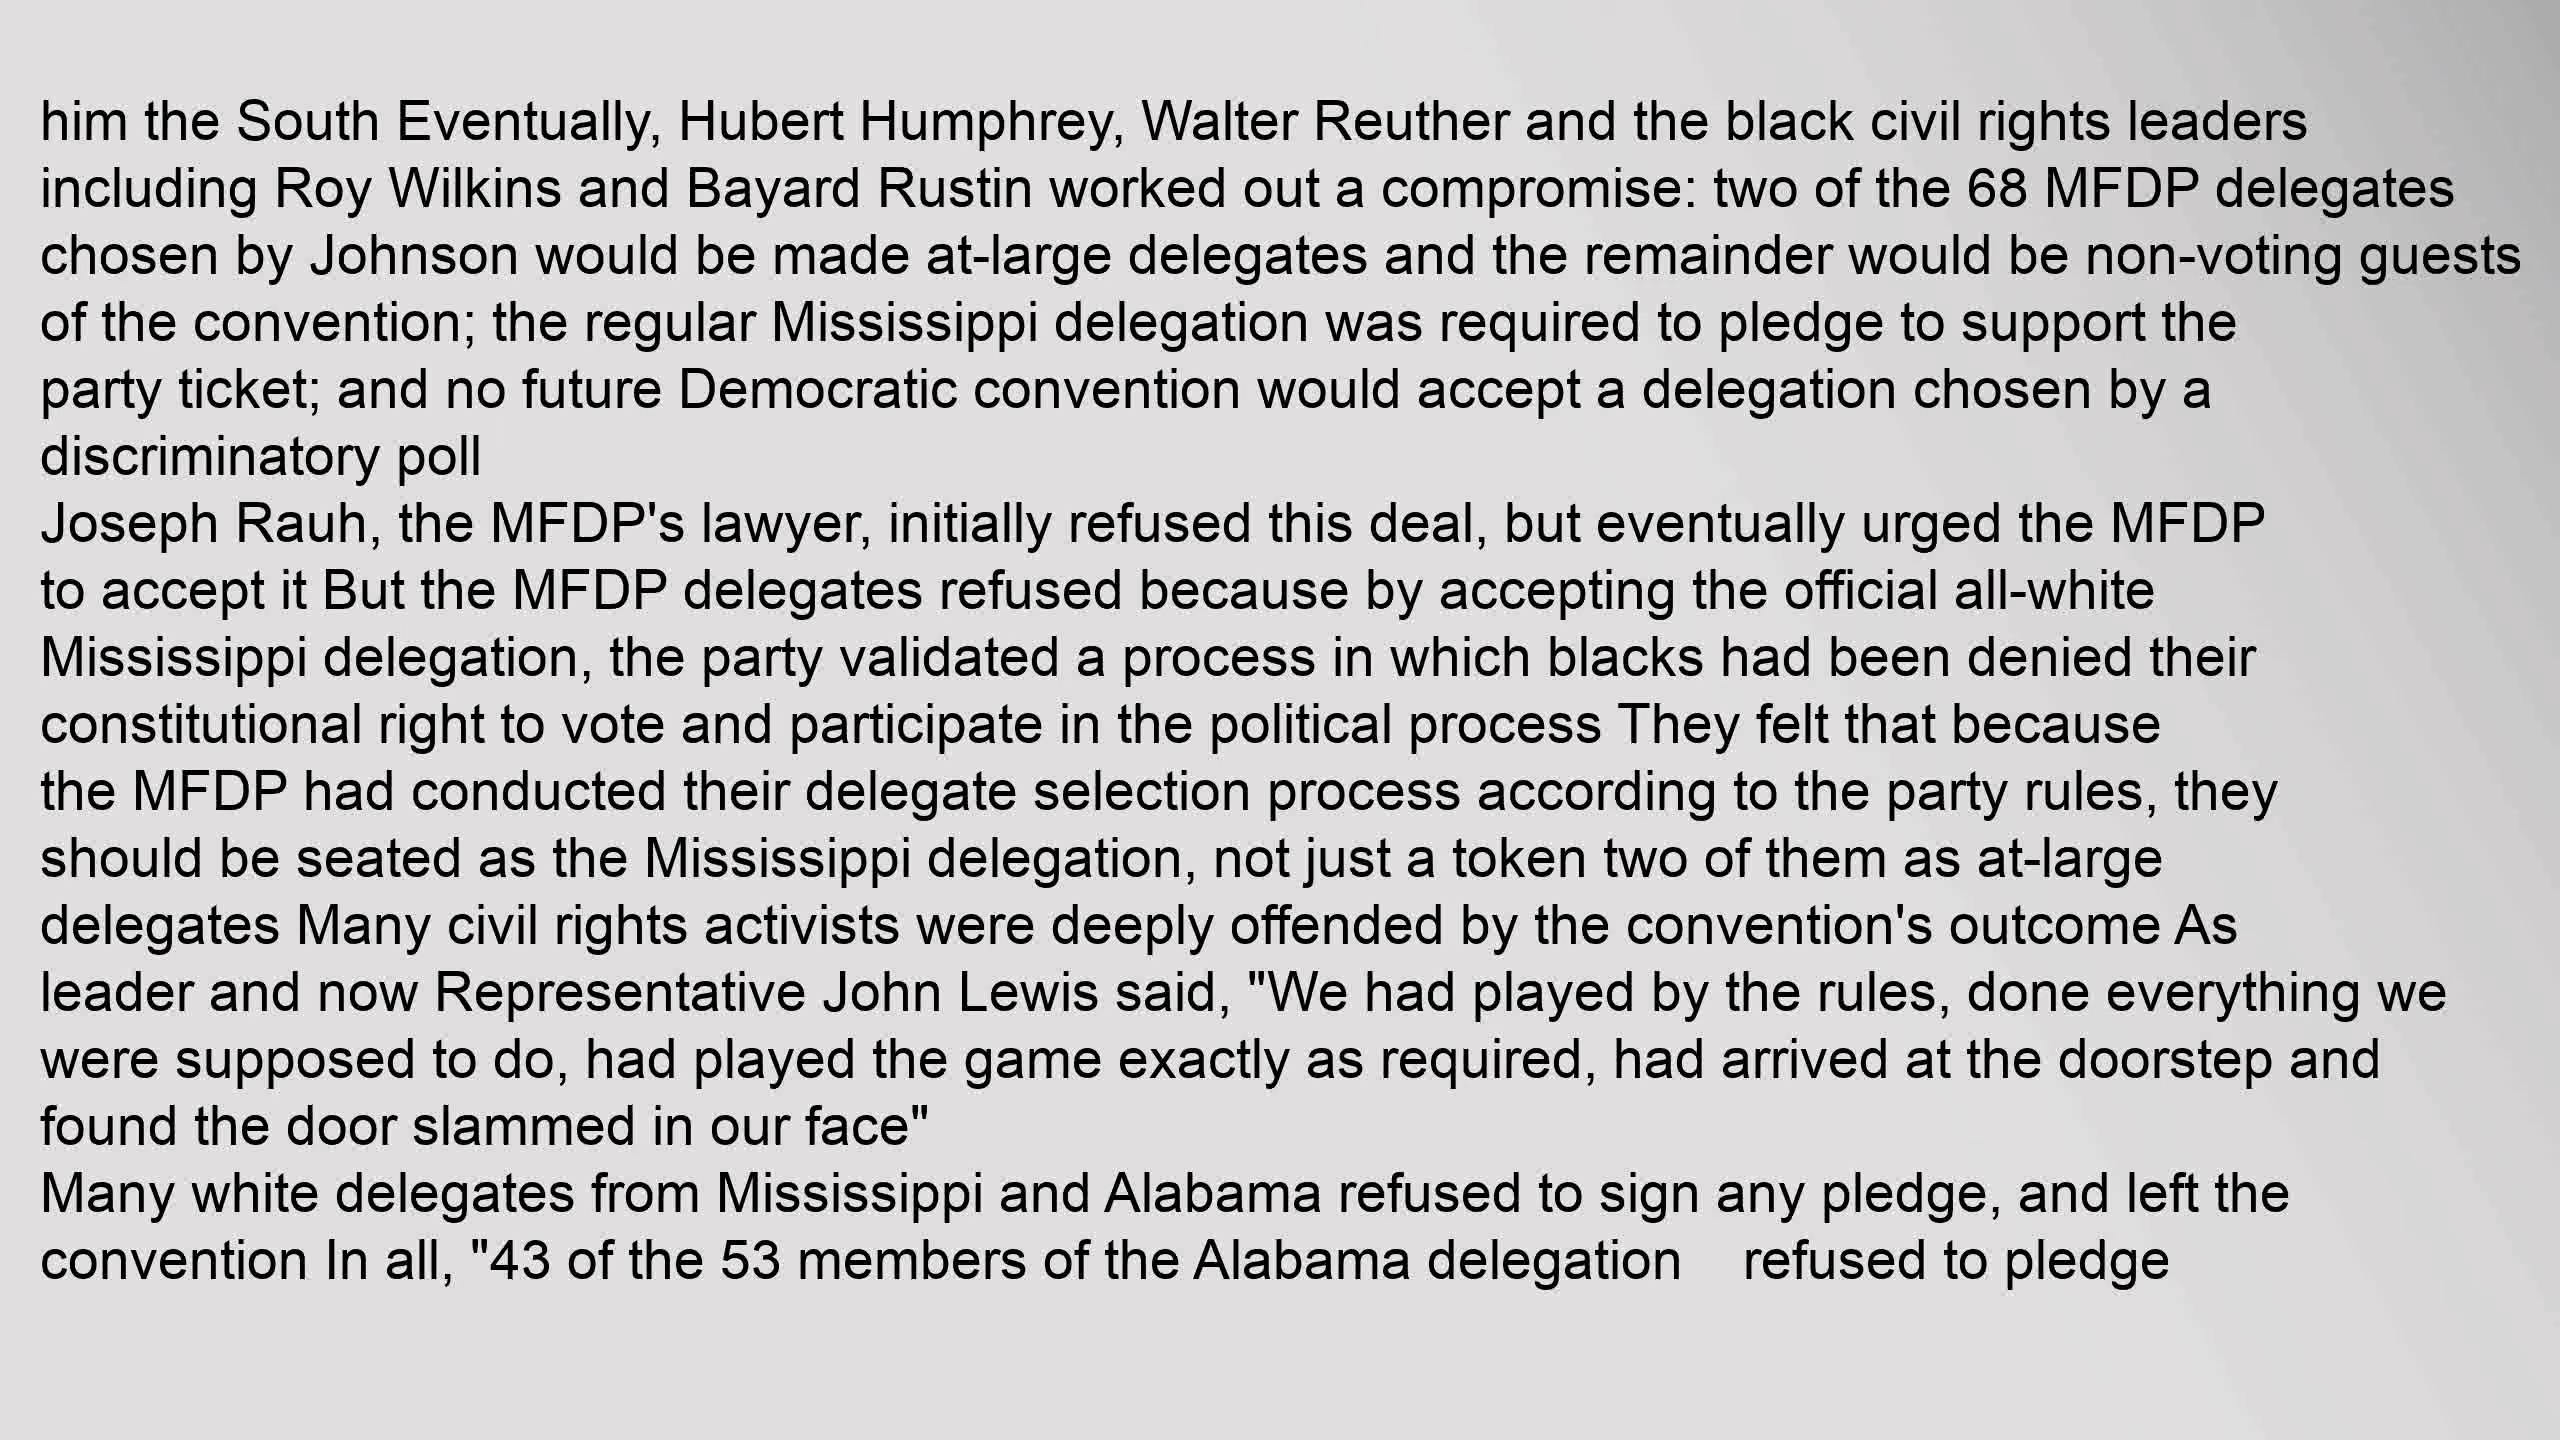 him the South Eventually, Hubert Humphrey, Walter Reuther and the black civil rights leaders
including Roy Wilkins and Bayard Rustin worked out a compromise: two of the 68 MFDP delegates
chosen by Johnson would be made at-large delegates and the remainder would be non-voting guests
of the convention; the regular Mississippi delegation was required to pledge to support the
party ticket; and no future Democratic convention would accept a delegation chosen by a
discriminatory poll
Joseph Rauh, the MFDP's lawyer, initially refused this deal, but eventually urged the MFDP
to accept it But the MFDP delegates refused because by accepting the official all-white
Mississippi delegation, the party validated a process in which blacks had been denied their
constitutional right to vote and participate in the political process They felt that because
the MFDP had conducted their delegate selection process according to the party rules, they
should be seated as the Mississippi delegation, not just a token two of them as at-large
delegates Many civil rights activists were deeply offended by the convention's outcome As
leader and now Representative John Lewis said, "We had played by the rules, done everything we
were supposed to do, had played the game exactly as required, had arrived at the doorstep and
found the door slammed in our face"
Many white delegates from Mississippi and Alabama refused to sign any pledge, and left the
convention In all, "43 of the 53 members of the Alabama delegation    refused to pledge